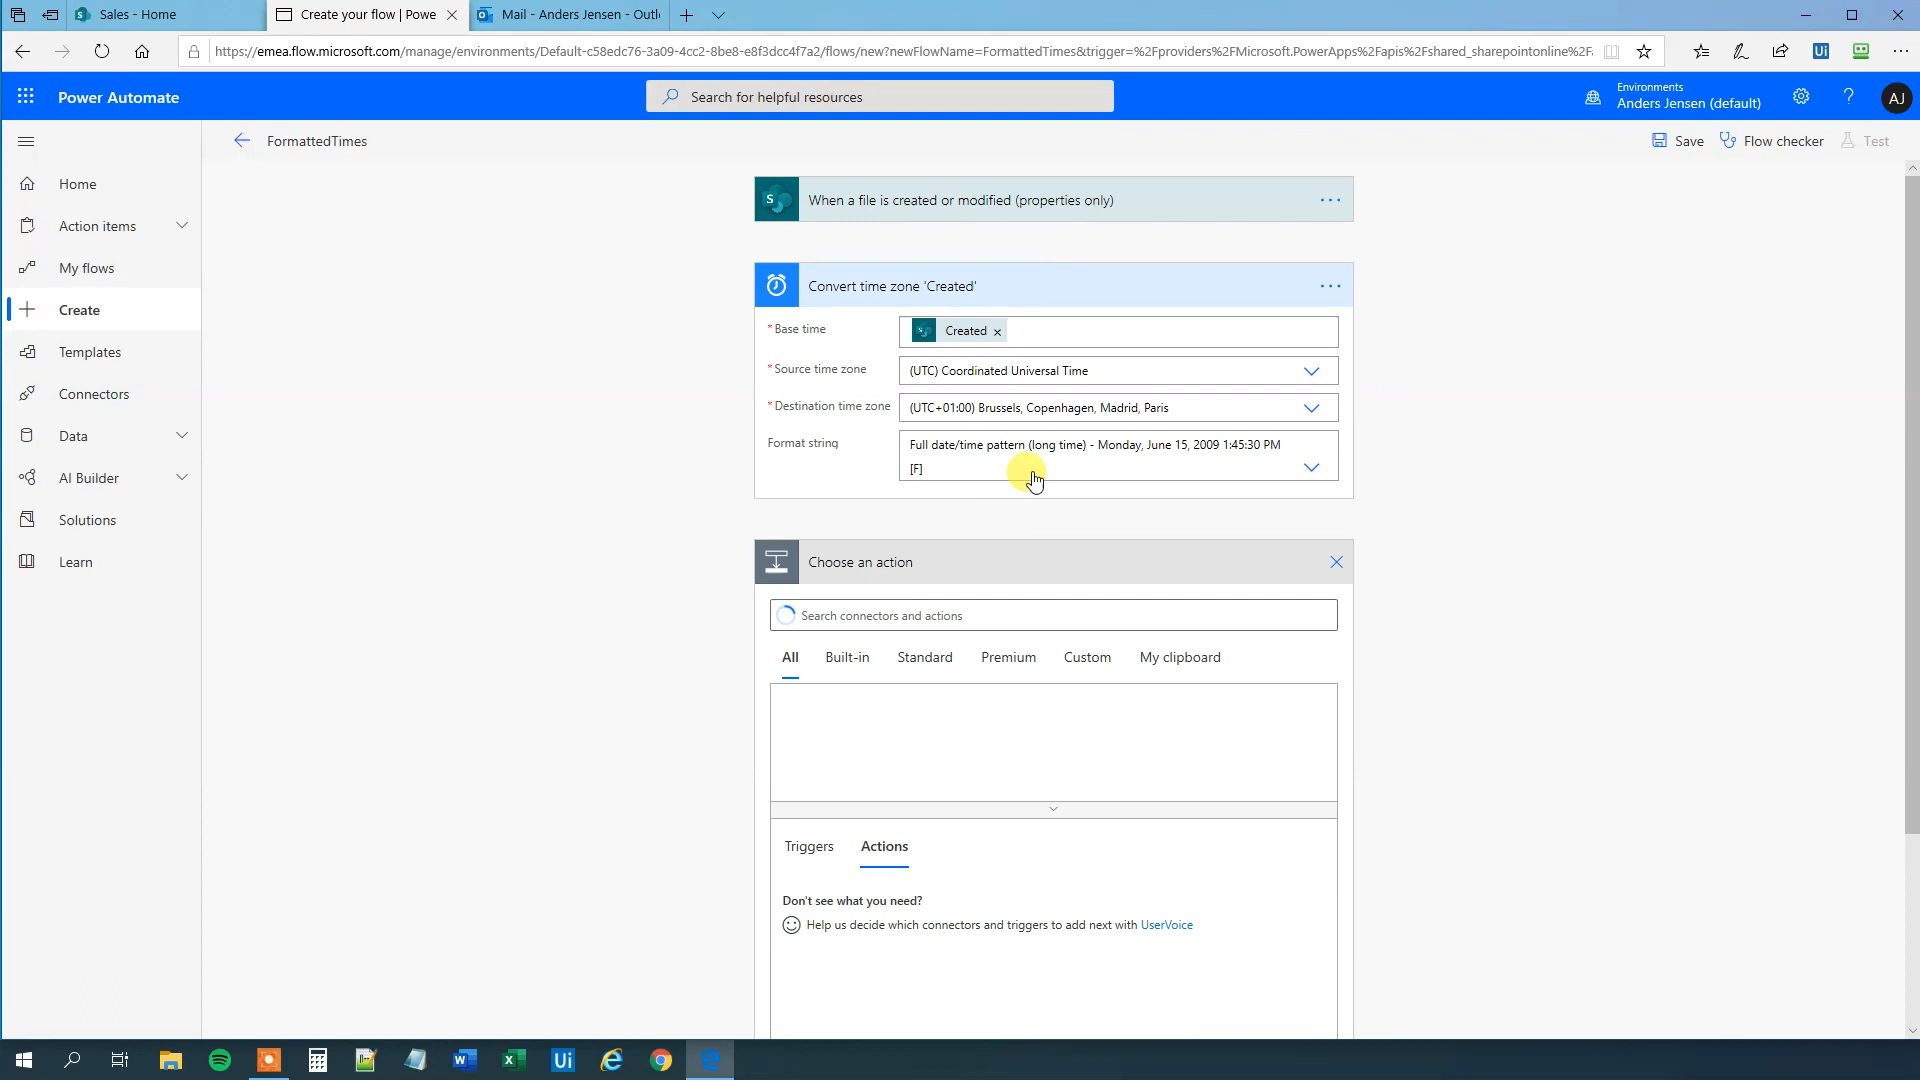 Sales - Home
Create your flow | Powe
Mail - Anders Jensen - Outl
https://emea.flow.microsoft.com/manage/environments/Default-c58edc76-3a09-4cc2-8be8-e8f3dcc4f7a2/flows/new?newFlowName=FormattedTimes&trigger=%2Fproviders%2FMicrosoft.PowerApps%2Fapis%2Fshared_sharepointonline%2F
Power Automate
Search for helpful resources
Environments
Anders Jensen (default)
?
AJ
FormattedTimes
Save
Flow checker
Test
Home
Action items
My flows
Create
Templates
Connectors
Data
AI Builder
Solutions
Learn
When a file is created or modified (properties only)
Convert time zone 'Created'
* Base time
Created
* Source time zone
(UTC) Coordinated Universal Time
* Destination time zone
(UTC+01:00) Brussels, Copenhagen, Madrid, Paris
Format string
Full date/time pattern (long time) - Monday, June 15, 2009 1:45:30 PM
[F]
Choose an action
Search connectors and actions
All
Built-in
Standard
Premium
Custom
My clipboard
Triggers
Actions
Don't see what you need?
Help us decide which connectors and triggers to add next with UserVoice